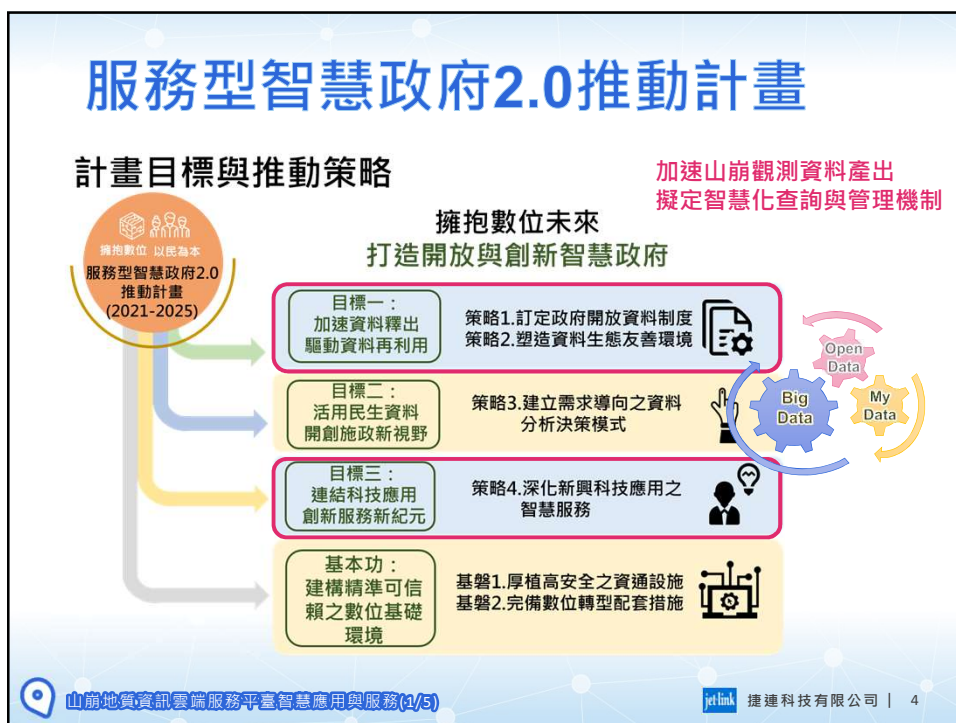 服務型智慧政府2.0推動計畫
計畫目標與推動策略
加速山崩觀測資料產出
擬定智慧化查詢與管理機制
擁抱數位 以民為本
服務型智慧政府2.0
推動計畫
(2021-2025)
擁抱數位未來
打造開放與創新智慧政府
目標一：
加速資料釋出
驅動資料再利用
策略1.訂定政府開放資料制度
策略2.塑造資料生態友善環境
目標二：
活用民生資料
開創施政新視野
策略3.建立需求導向之資料
分析決策模式
Open
Data
Big
Data
My
Data
目標三：
連結科技應用
創新服務新紀元
策略4.深化新興科技應用之
智慧服務
基本功：
建構精準可信
賴之數位基礎
環境
基磐1.厚植高安全之資通設施
基磐2.完備數位轉型配套措施
山崩地質資訊雲端服務平臺智慧應用與服務(1/5)
jet-link 捷連科技有限公司 | 4